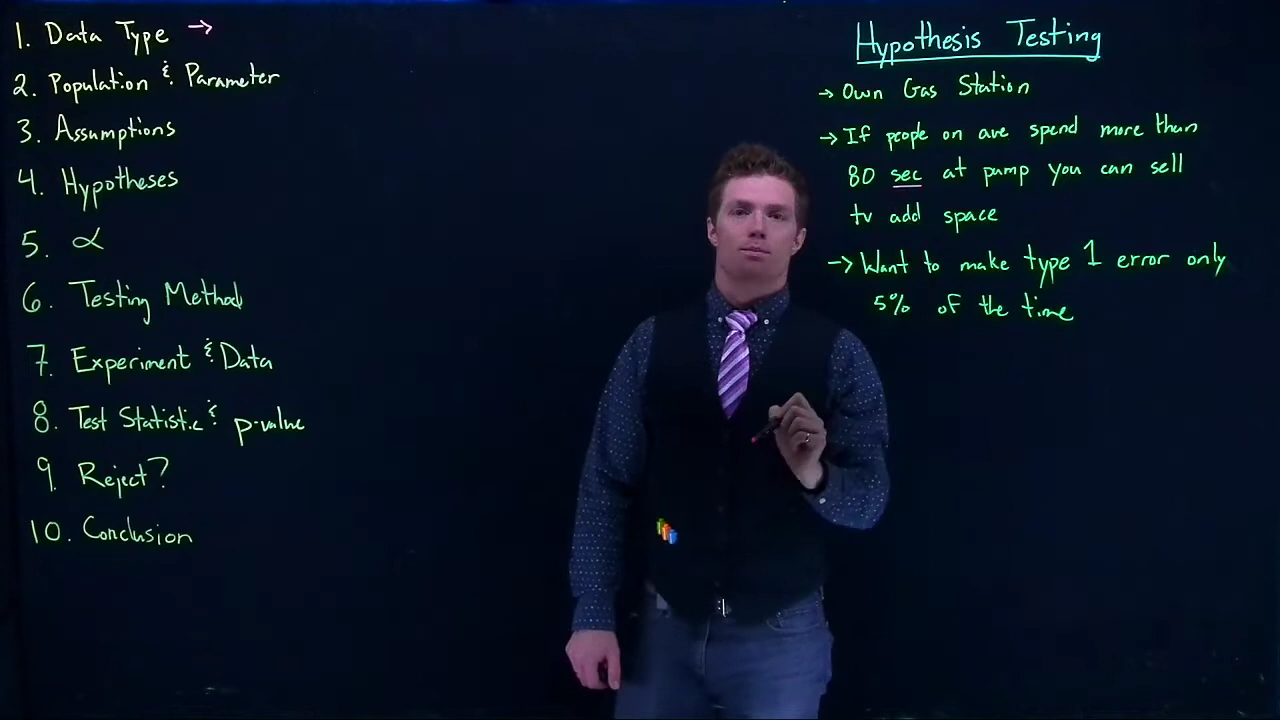 1. Data Type →
2. Population & Parameter
3. Assumptions
4. Hypotheses
5. α
6. Testing Method
7. Experiment & Data
8. Test Statistic & p-value
9. Reject?
10. Conclusion
Hypothesis Testing
→ Own Gas Station
→ If people on ave spend more than
80 sec at pump you can sell
tv add space
→ Want to make type 1 error only
5% of the time